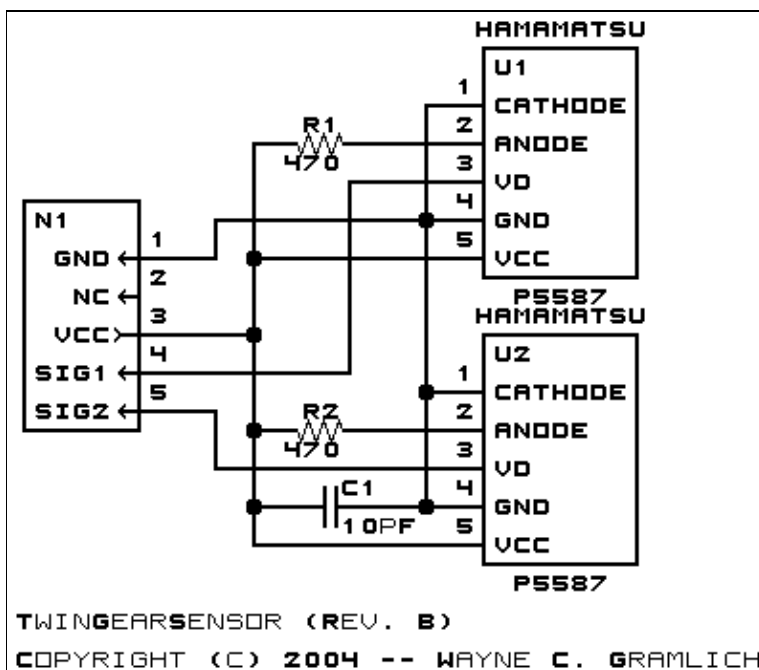 HAMAMATSU
U1
1 CATHODE
2 ANODE
3 VD
4 GND
5 VCC
P5587
R1
470
N1
GND 1
NC 2
VCC 3
SIG1 4
SIG2 5
HAMAMATSU
U2
1 CATHODE
2 ANODE
3 VD
4 GND
5 VCC
P5587
R2
470
C1
10PF
TWINGEARSENSOR (REV. B)
COPYRIGHT (C) 2004 -- WAYNE C. GRAMLICH